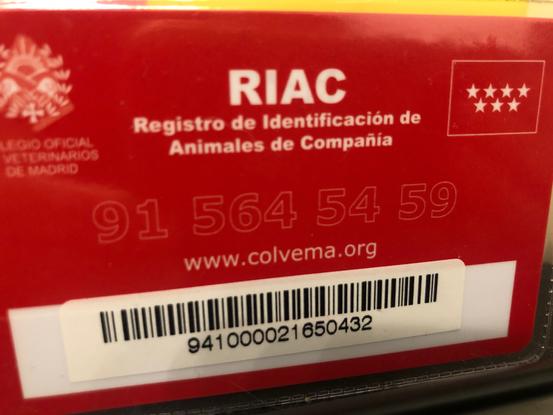 RIAC
Registro de Identificación de
Animales de Compañía
LEGIO OFICIAL
VETERINARIOS
DE MADRID
91 564 54 59
www.colvema.org
941000021650432